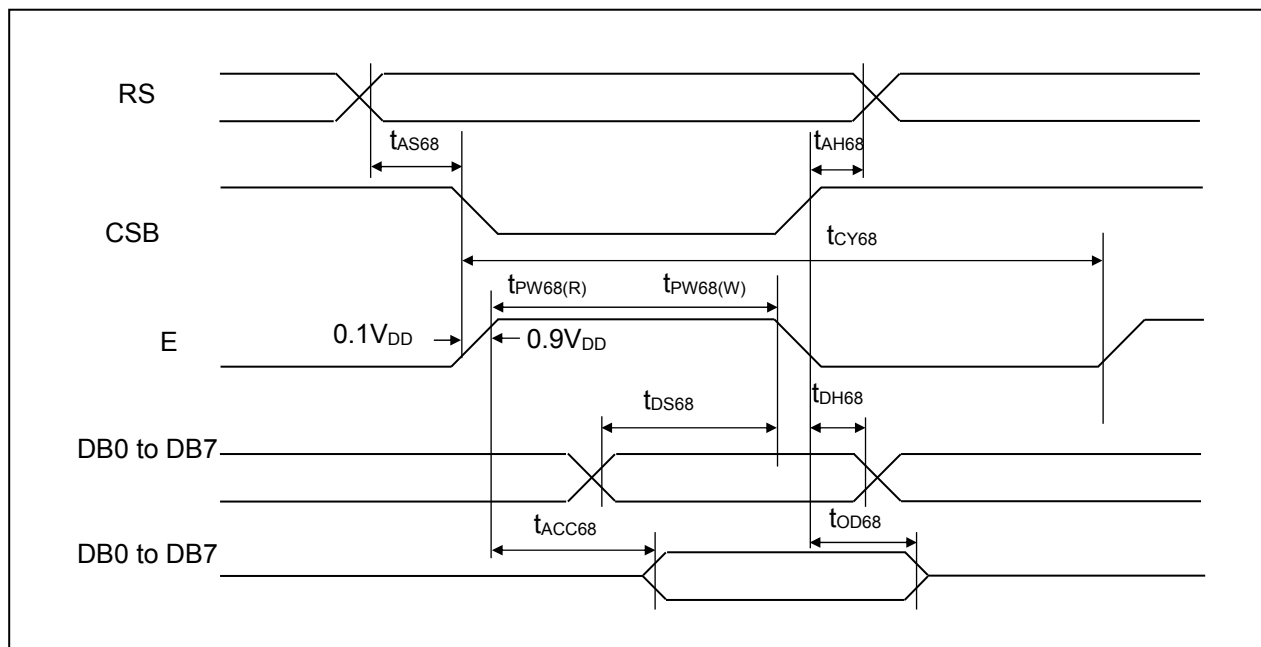 RS
tAS68
tAH68
CSB
tCY68
tPW68(R) tPW68(W)
E
0.1VDD
0.9VDD
tDS68
tDH68
DB0 to DB7
tACC68
tOD68
DB0 to DB7